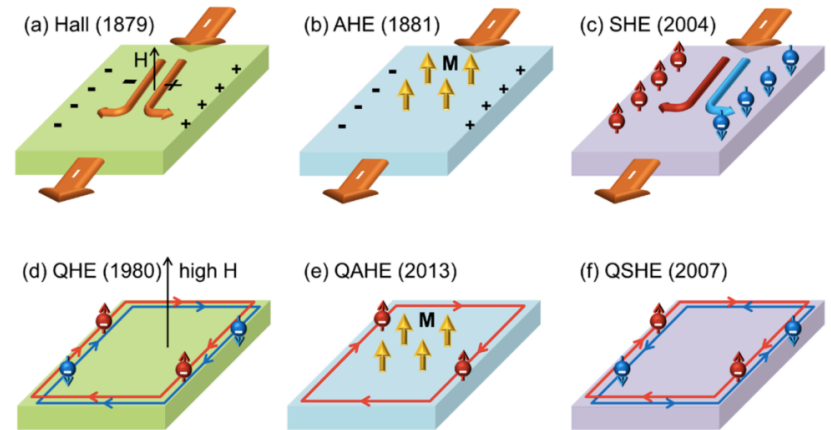 (a) Hall (1879)
H
(b) AHE (1881)
M
(c) SHE (2004)
(d) QHE (1980) high H
(e) QAHE (2013)
M
(f) QSHE (2007)